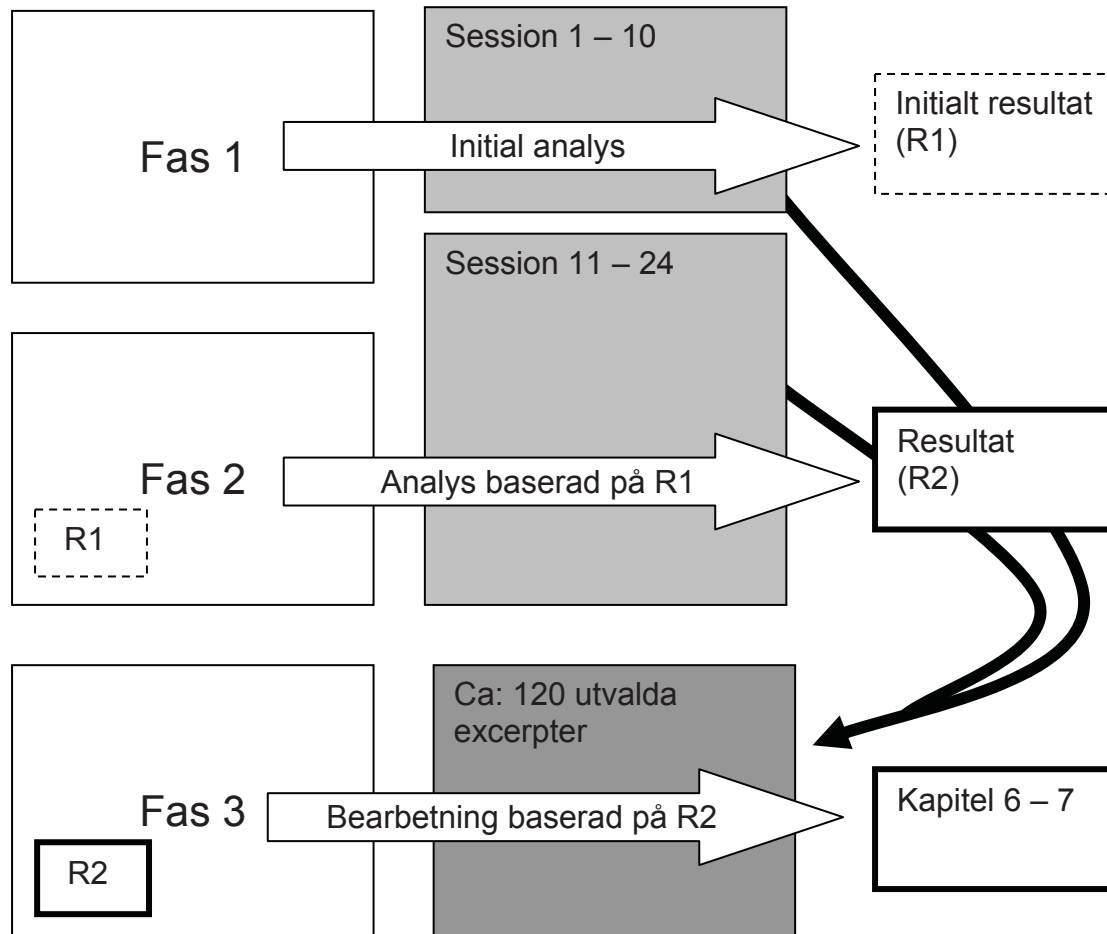 Session 1 – 10
Initialt resultat
(R1)
Fas 1
Initial analys
Session 11 – 24
Resultat
(R2)
Fas 2
Analys baserad på R1
R1
Ca: 120 utvalda
excerpter
Kapitel 6 – 7
Fas 3
Bearbetning baserad på R2
R2